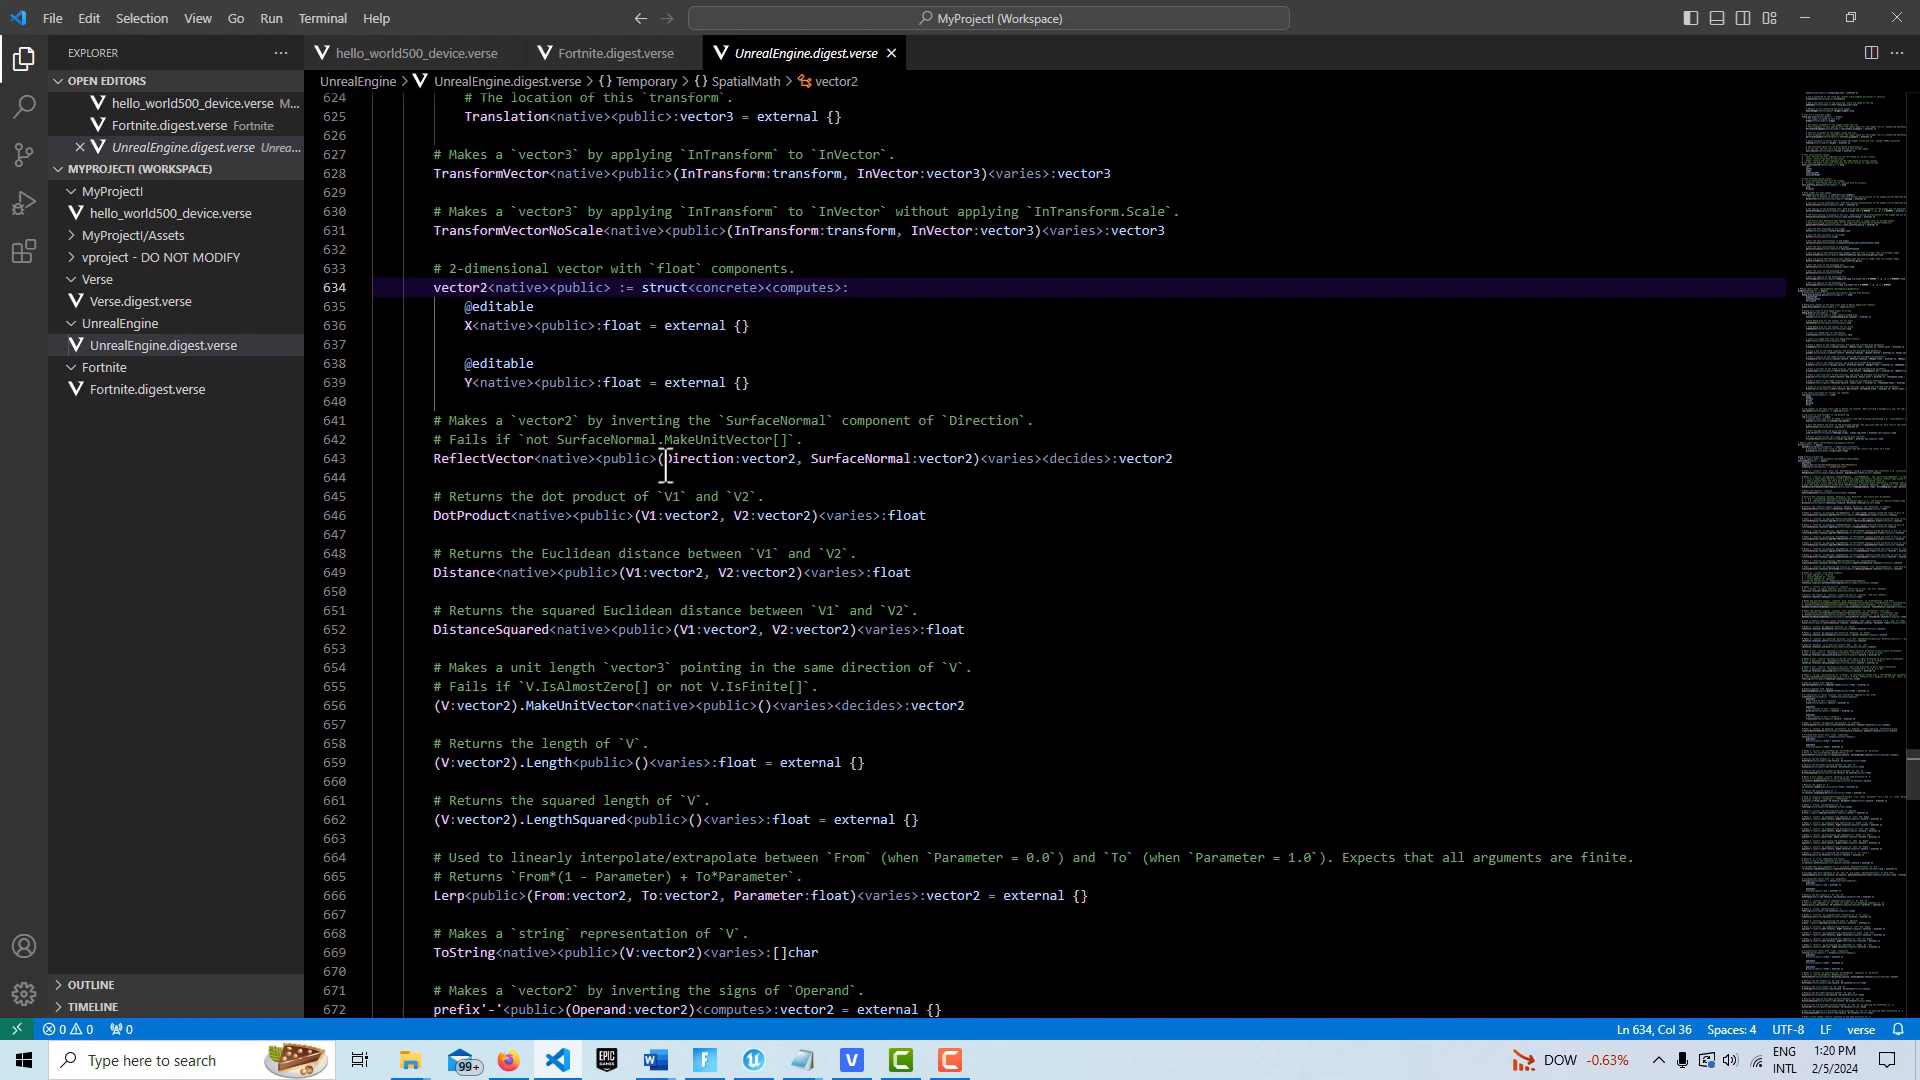 File Edit Selection View Go Run Terminal Help
MyProjectI (Workspace)
EXPLORER
hello_world500_device.verse
Fortnite.digest.verse
UnrealEngine.digest.verse
OPEN EDITORS
hello_world500_device.verse M...
Fortnite.digest.verse Fortnite
UnrealEngine.digest.verse Unrea...
MYPROJECTI (WORKSPACE)
MyProjectI
hello_world500_device.verse
MyProjectI/Assets
vproject - DO NOT MODIFY
Verse
Verse.digest.verse
UnrealEngine
UnrealEngine.digest.verse
Fortnite
Fortnite.digest.verse
OUTLINE
TIMELINE
UnrealEngine > UnrealEngine.digest.verse > {} Temporary > {} SpatialMath > vector2
624 # The location of this `transform`.
625 Translation<native><public>:vector3 = external {}
626
627 # Makes a `vector3` by applying `InTransform` to `InVector`.
628 TransformVector<native><public>(InTransform:transform, InVector:vector3)<varies>:vector3
629
630 # Makes a `vector3` by applying `InTransform` to `InVector` without applying `InTransform.Scale`.
631 TransformVectorNoScale<native><public>(InTransform:transform, InVector:vector3)<varies>:vector3
632
633 # 2-dimensional vector with `float` components.
634 vector2<native><public> := struct<concrete><computes>:
635 @editable
636 X<native><public>:float = external {}
637
638 @editable
639 Y<native><public>:float = external {}
640
641 # Makes a `vector2` by inverting the `SurfaceNormal` component of `Direction`.
642 # Fails if `not SurfaceNormal.MakeUnitVector[]`.
643 ReflectVector<native><public>(Direction:vector2, SurfaceNormal:vector2)<varies><decides>:vector2
644
645 # Returns the dot product of `V1` and `V2`.
646 DotProduct<native><public>(V1:vector2, V2:vector2)<varies>:float
647
648 # Returns the Euclidean distance between `V1` and `V2`.
649 Distance<native><public>(V1:vector2, V2:vector2)<varies>:float
650
651 # Returns the squared Euclidean distance between `V1` and `V2`.
652 DistanceSquared<native><public>(V1:vector2, V2:vector2)<varies>:float
653
654 # Makes a unit length `vector3` pointing in the same direction of `V`.
655 # Fails if `V.IsAlmostZero[] or not V.IsFinite[]`.
656 (V:vector2).MakeUnitVector<native><public>()<varies><decides>:vector2
657
658 # Returns the length of `V`.
659 (V:vector2).Length<public>()<varies>:float = external {}
660
661 # Returns the squared length of `V`.
662 (V:vector2).LengthSquared<public>()<varies>:float = external {}
663
664 # Used to linearly interpolate/extrapolate between `From` (when `Parameter = 0.0`) and `To` (when `Parameter = 1.0`). Expects that all arguments are finite.
665 # Returns `From*(1 - Parameter) + To*Parameter`.
666 Lerp<public>(From:vector2, To:vector2, Parameter:float)<varies>:vector2 = external {}
667
668 # Makes a `string` representation of `V`.
669 ToString<native><public>(V:vector2)<varies>:[]char
670
671 # Makes a `vector2` by inverting the signs of `Operand`.
672 prefix'-'<public>(Operand:vector2)<computes>:vector2 = external {}
0 0 0
Ln 634, Col 36 Spaces: 4 UTF-8 LF verse
Type here to search
99+
EPIC GAMES
DOW -0.63%
ENG
INTL
1:20 PM
2/5/2024